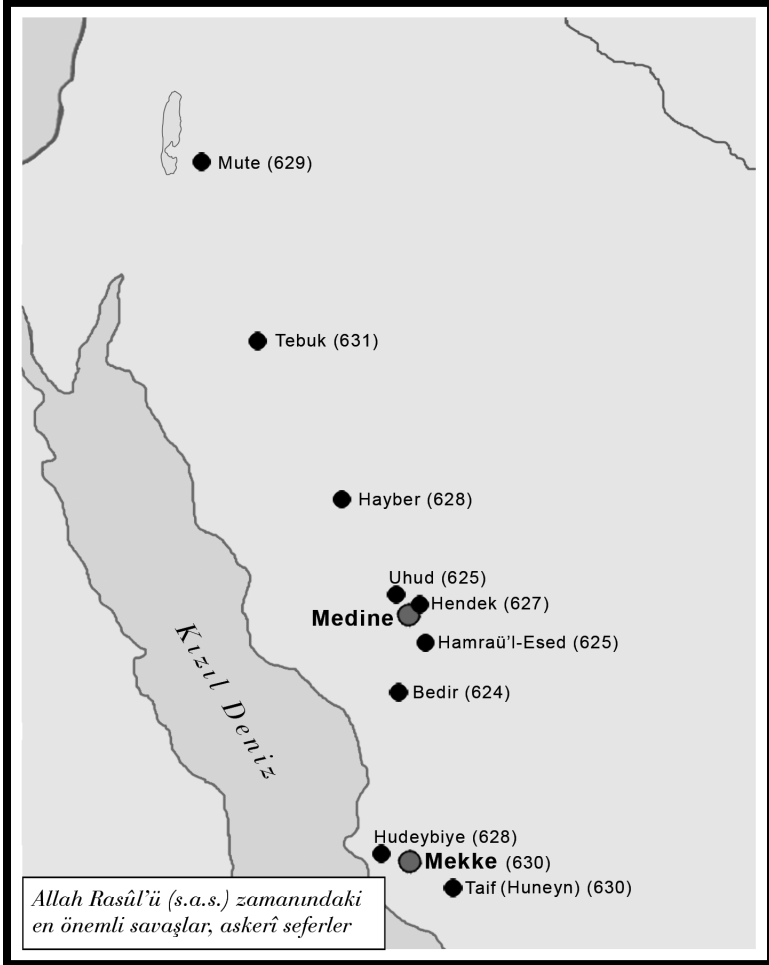 Mute (629)
Tebuk (631)
Hayber (628)
Uhud (625)
Hendek (627)
Medine
Hamraü’l-Esed (625)
Kızıl Deniz
Bedir (624)
Hudeybiye (628)
Mekke (630)
Taif (Huneyn) (630)
Allah Rasûl’ü (s.a.s.) zamanındaki
en önemli savaşlar, askerî seferler